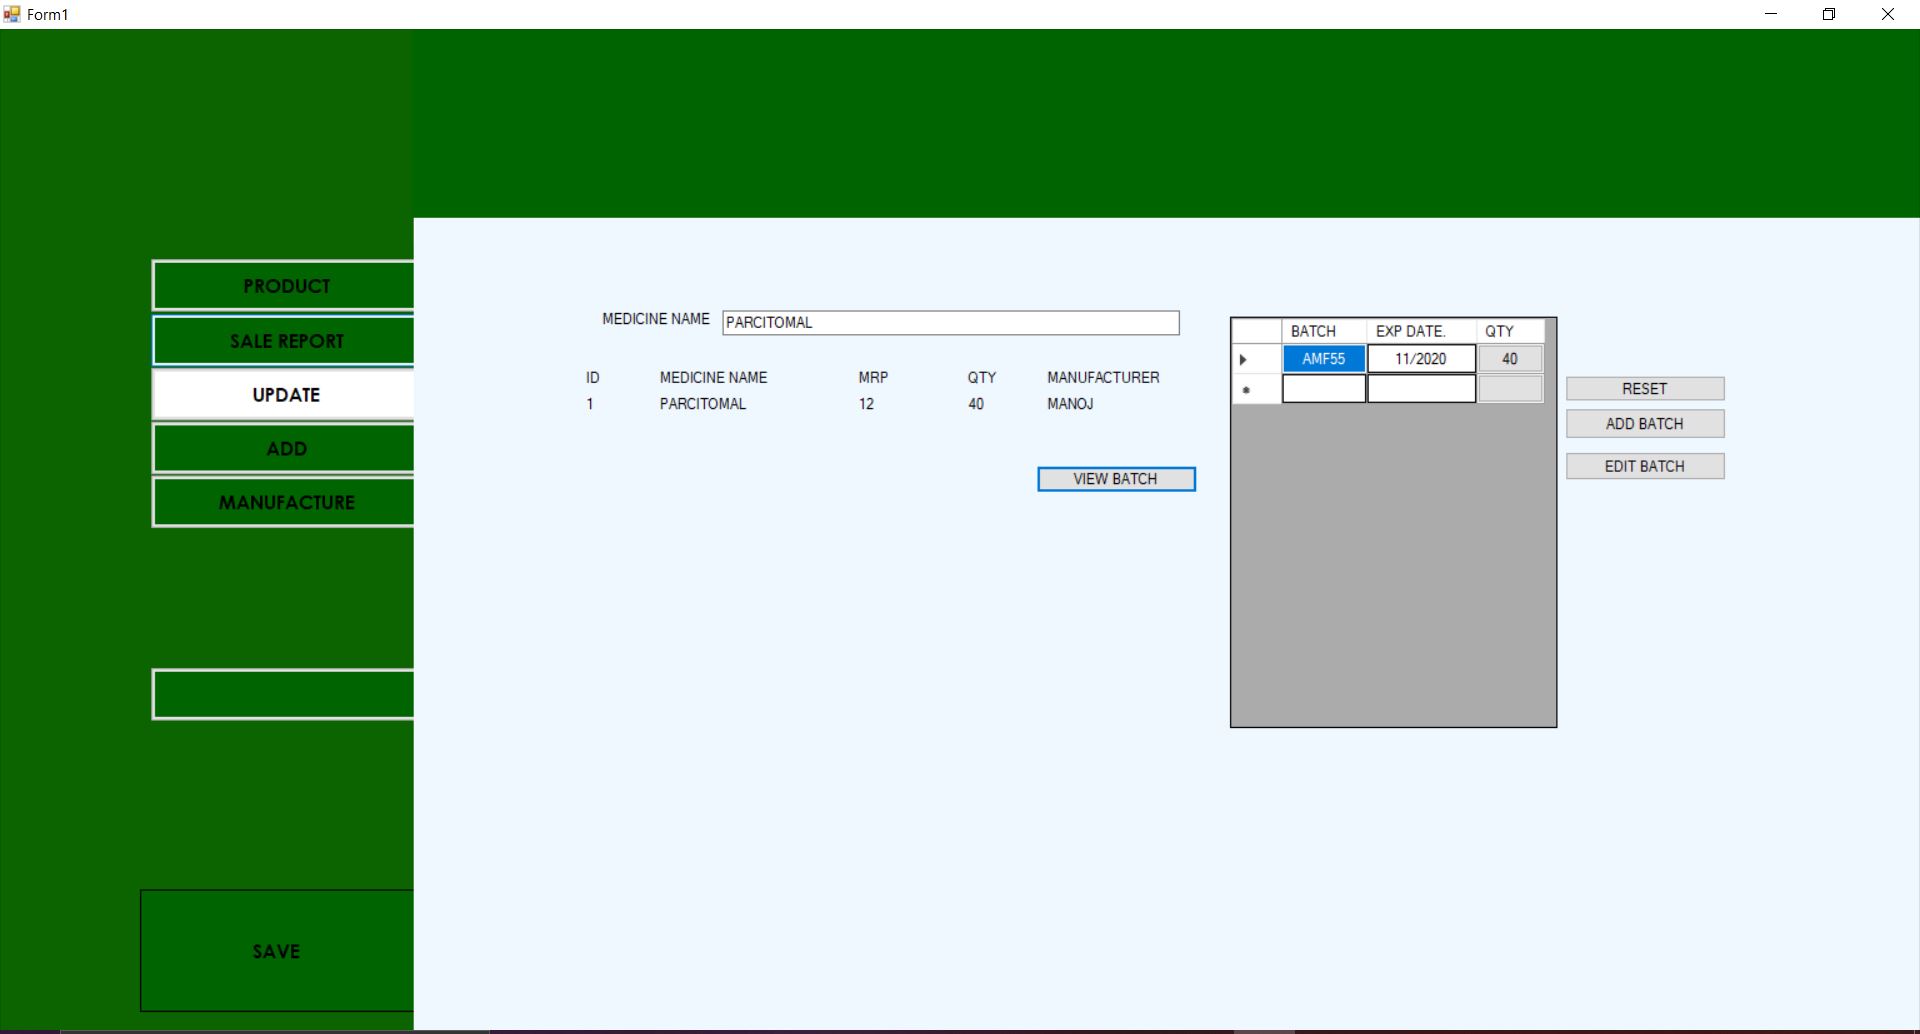 Form1
PRODUCT
SALE REPORT
UPDATE
ADD
MANUFACTURE
SAVE
MEDICINE NAME PARCITOMAL
ID MEDICINE NAME MRP QTY MANUFACTURER
1 PARCITOMAL 12 40 MANOJ
VIEW BATCH
BATCH EXP DATE. QTY
AMF55 11/2020 40
RESET
ADD BATCH
EDIT BATCH